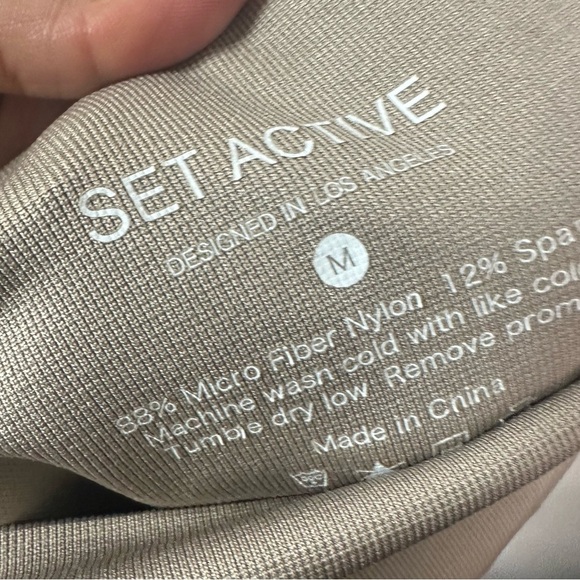 SET ACTIVE
DESIGNED IN LOS ANGELES
M
88% Micro Fiber Nylon 12% Spa
Machine wash cold with like col
Tumble dry low Remove prom
Made in China